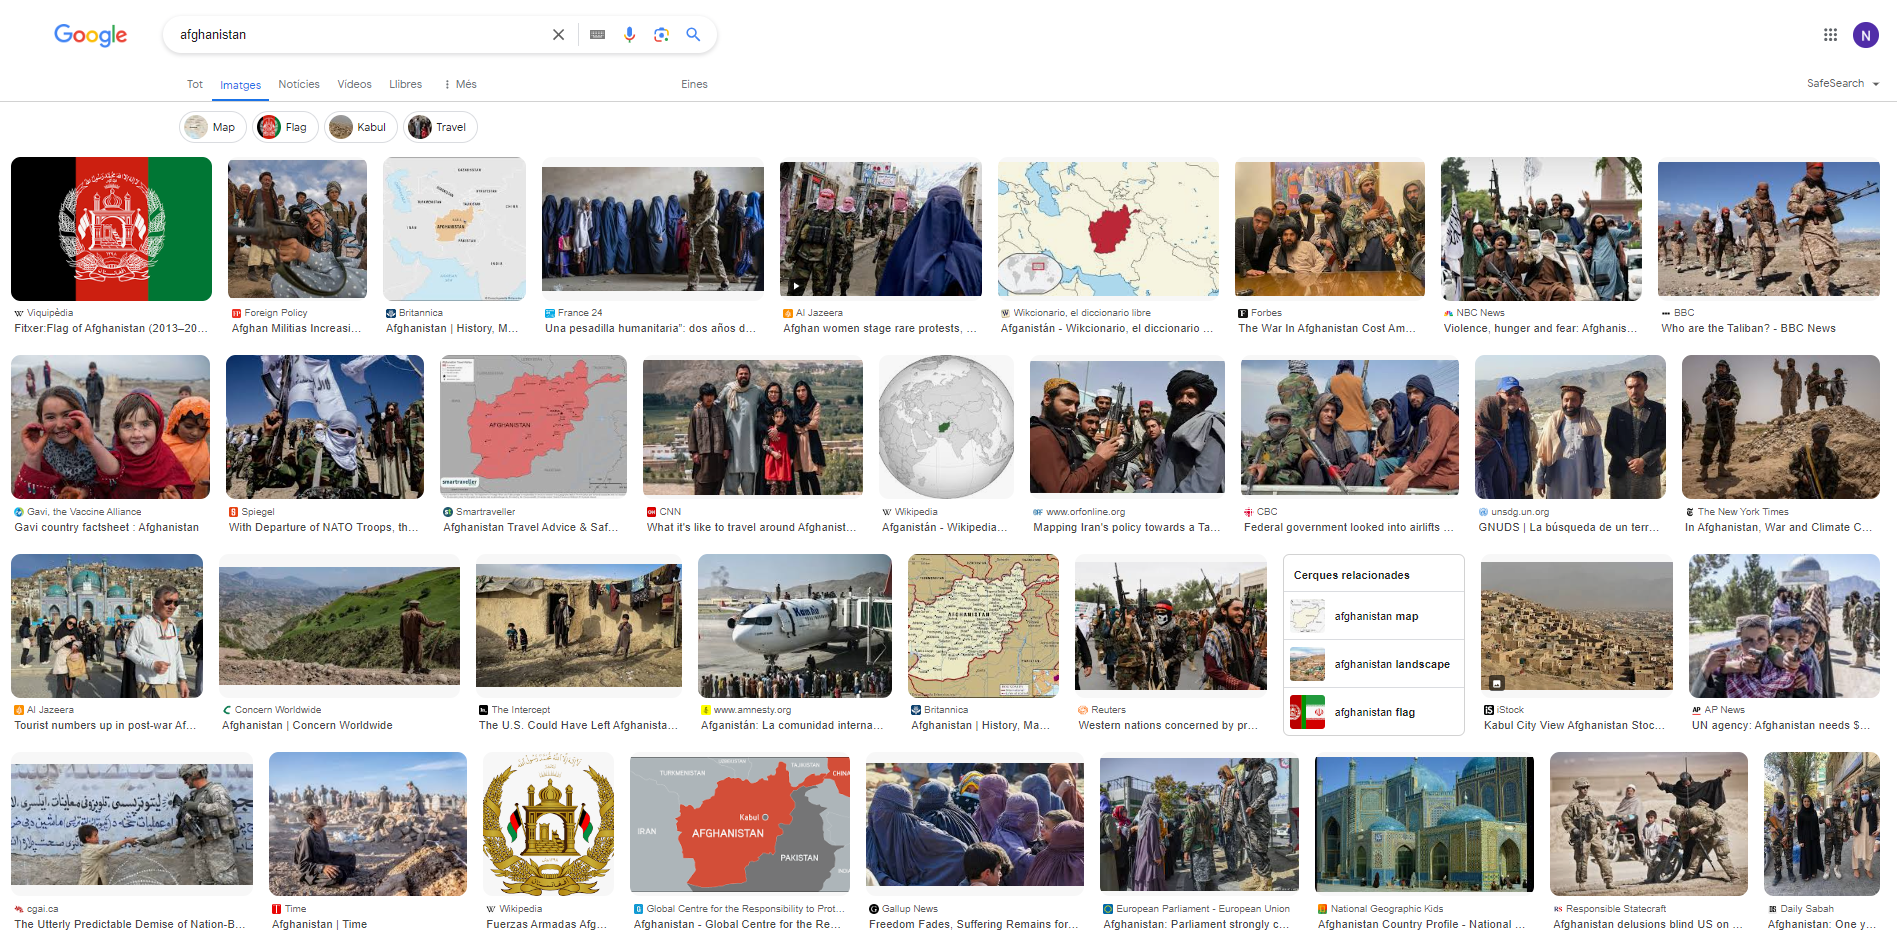 Google
afghanistan
N
Tot
Imatges
Notícies
Vídeos
Llibres
Més
Eines
SafeSearch
Map
Flag
Kabul
Travel
Viquipèdia
Fitxer:Flag of Afghanistan (2013–20...
Foreign Policy
Afghan Militias Increasi...
Britannica
Afghanistan | History, M...
France 24
Una pesadilla humanitaria”: dos años d...
Al Jazeera
Afghan women stage rare protests, ...
Wikcionario, el diccionario libre
Afganistán - Wikcionario, el diccionario ...
Forbes
The War In Afghanistan Cost Am...
NBC News
Violence, hunger and fear: Afghanis...
BBC
Who are the Taliban? - BBC News
AFGHANISTAN
smartraveller
Gavi, the Vaccine Alliance
Gavi country factsheet : Afghanistan
Spiegel
With Departure of NATO Troops, th...
Smartraveller
Afghanistan Travel Advice & Saf...
CNN
What it's like to travel around Afghanist...
Wikipedia
Afganistán - Wikipedia...
www.orfonline.org
Mapping Iran's policy towards a Ta...
CBC
Federal government looked into airlifts ...
unsdg.un.org
GNUDS | La búsqueda de un terr...
The New York Times
In Afghanistan, War and Climate C...
AFGHANISTAN
Cerques relacionades
afghanistan map
afghanistan landscape
afghanistan flag
Al Jazeera
Tourist numbers up in post-war Af...
Concern Worldwide
Afghanistan | Concern Worldwide
The Intercept
The U.S. Could Have Left Afghanista...
www.amnesty.org
Afganistán: La comunidad interna...
Britannica
Afghanistan | History, Ma...
Reuters
Western nations concerned by pr...
iStock
Kabul City View Afghanistan Stoc...
AP News
UN agency: Afghanistan needs $...
TURKMENISTAN
TAJIKISTAN
CHINA
Kabul
IRAN
AFGHANISTAN
PAKISTAN
INDIA
cgai.ca
The Utterly Predictable Demise of Nation-B...
Time
Afghanistan | Time
Wikipedia
Fuerzas Armadas Afg...
Global Centre for the Responsibility to Prot...
Afghanistan - Global Centre for the Re...
Gallup News
Freedom Fades, Suffering Remains for...
European Parliament - European Union
Afghanistan: Parliament strongly c...
National Geographic Kids
Afghanistan Country Profile - National ...
Responsible Statecraft
Afghanistan delusions blind US on ...
Daily Sabah
Afghanistan: One y...